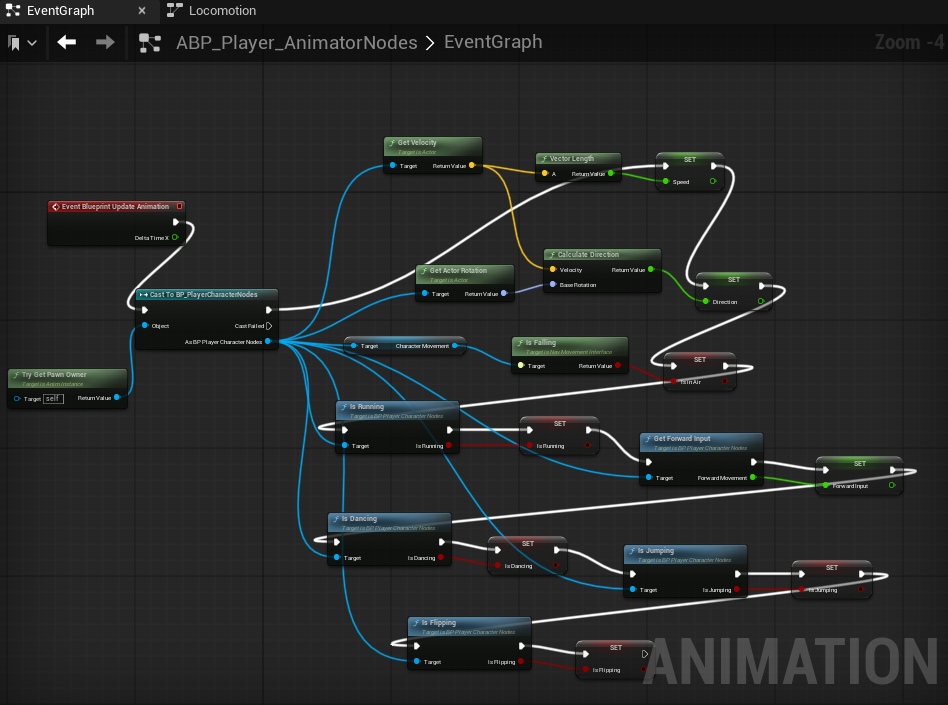 EventGraph
Locomotion
ABP_Player_AnimatorNodes
EventGraph
Zoom -4
Get Velocity
Target is Actor
Target
Return Value
Vector Length
A
Return Value
SET
Speed
Event Blueprint Update Animation
Delta Time X
Calculate Direction
Velocity
Return Value
Base Rotation
Get Actor Rotation
Target is Actor
Target
Return Value
SET
Direction
Cast To BP_PlayerCharacterNodes
Object
Cast Failed
As BP Player Character Nodes
Target
Character Movement
Is Falling
Target is Nav Movement Interface
Target
Return Value
SET
Is in Air
Try Get Pawn Owner
Target is Anim Instance
Target
self
Return Value
Is Running
Target is BP Player Character Nodes
Target
Is Running
SET
Is Running
Get Forward Input
Target is BP Player Character Nodes
Target
Forward Movement
SET
Forward Input
Is Dancing
Target is BP Player Character Nodes
Target
Is Dancing
SET
Is Dancing
Is Jumping
Target is BP Player Character Nodes
Target
Is Jumping
SET
Is Jumping
Is Flipping
Target is BP Player Character Nodes
Target
Is Flipping
SET
Is Flipping
ANIMATION